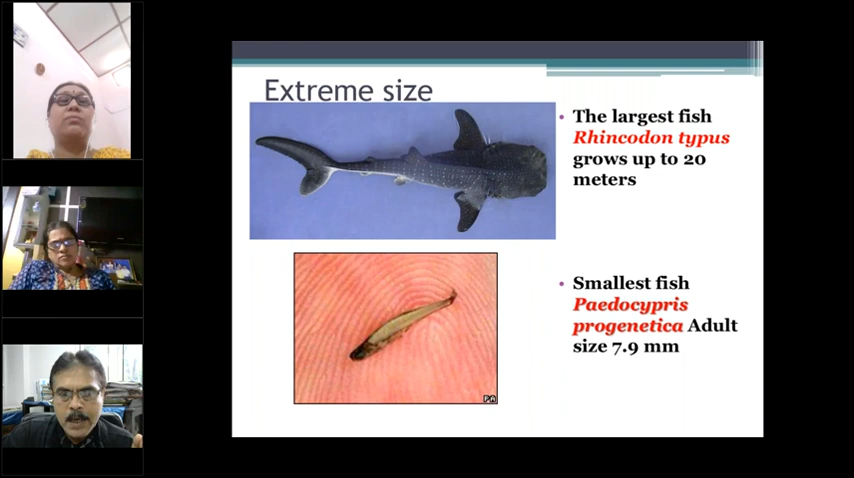 Extreme size
• The largest fish
Rhincodon typus
grows up to 20
meters
• Smallest fish
Paedocypris
progenetica Adult
size 7.9 mm
PA